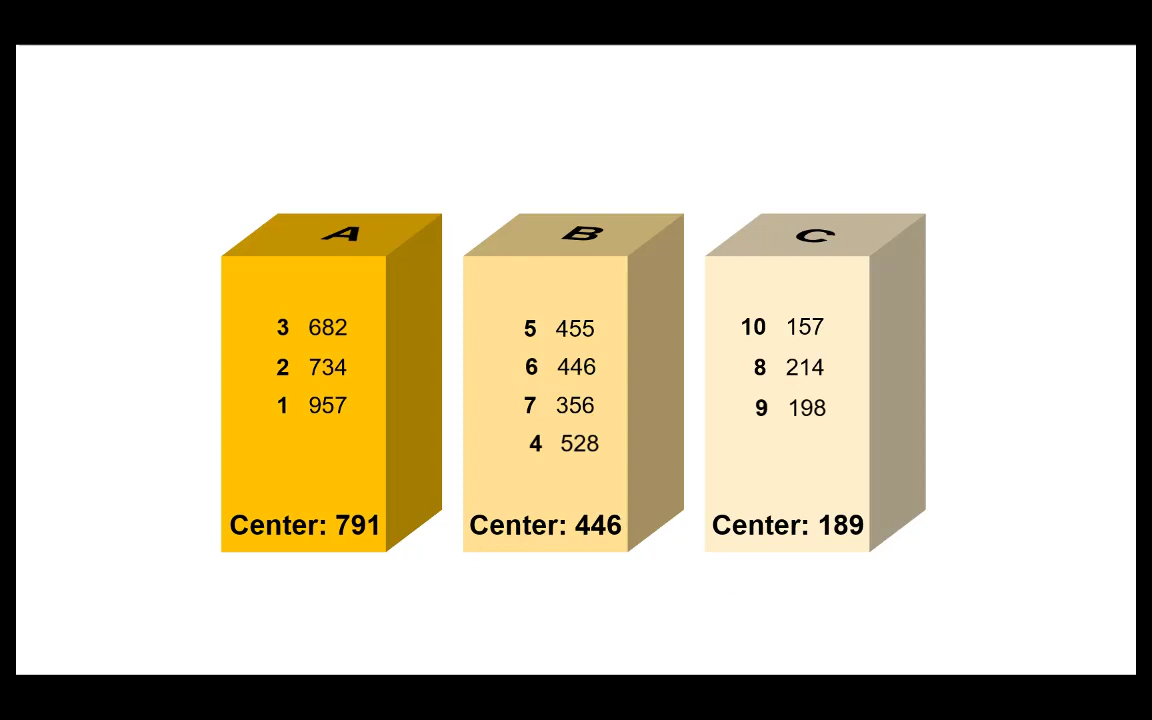 A
3 682
2 734
1 957
Center: 791
B
5 455
6 446
7 356
4 528
Center: 446
C
10 157
8 214
9 198
Center: 189